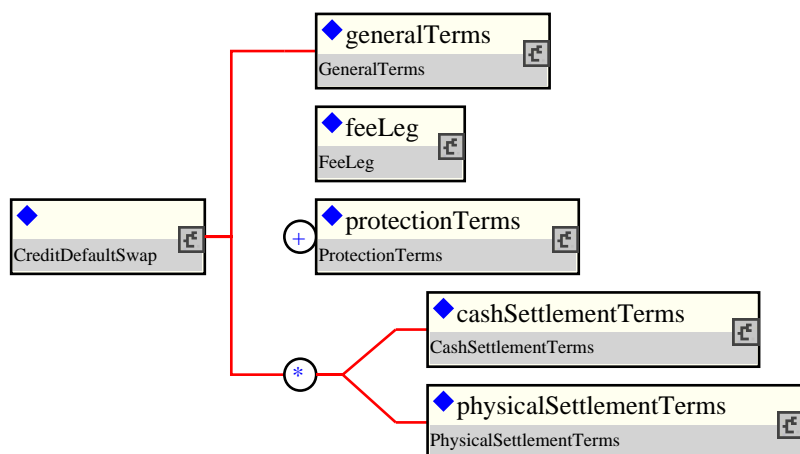 generalTerms
GeneralTerms
feeLeg
FeeLeg
CreditDefaultSwap
+
protectionTerms
ProtectionTerms
cashSettlementTerms
CashSettlementTerms
*
physicalSettlementTerms
PhysicalSettlementTerms